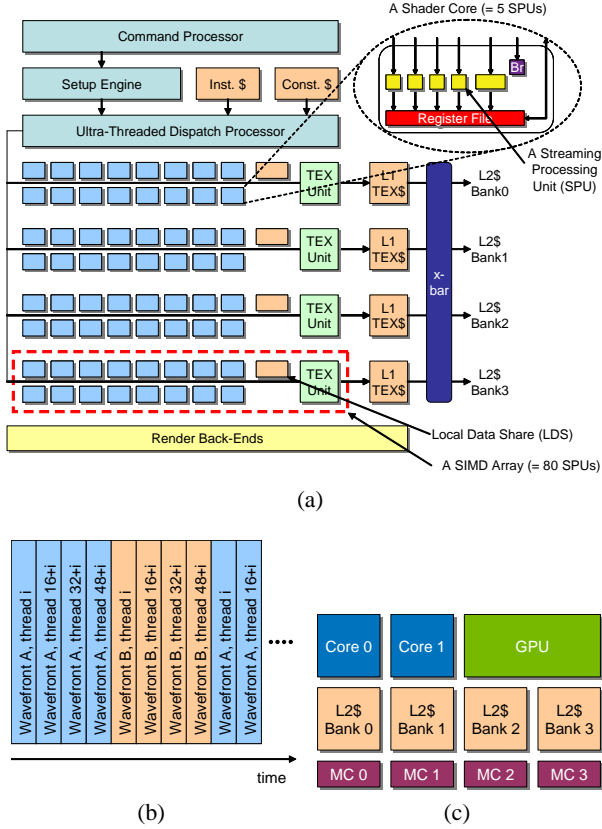 A Shader Core (= 5 SPUs)
Command Processor
Setup Engine
Inst. $
Const. $
Br
Register File
Ultra-Threaded Dispatch Processor
A Streaming
Processing
Unit (SPU)
TEX
Unit
L1
TEX$
L2$
Bank0
TEX
Unit
L1
TEX$
L2$
Bank1
x-
bar
TEX
Unit
L1
TEX$
L2$
Bank2
TEX
Unit
L1
TEX$
L2$
Bank3
Local Data Share (LDS)
Render Back-Ends
A SIMD Array (= 80 SPUs)
(a)
Wavefront A, thread i
Wavefront A, thread 16+i
Wavefront A, thread 32+i
Wavefront A, thread 48+i
Wavefront B, thread i
Wavefront B, thread 16+i
Wavefront B, thread 32+i
Wavefront B, thread 48+i
Wavefront A, thread i
Wavefront A, thread 16+i
....
time
(b)
Core 0
Core 1
GPU
L2$
Bank 0
L2$
Bank 1
L2$
Bank 2
L2$
Bank 3
MC 0
MC 1
MC 2
MC 3
(c)